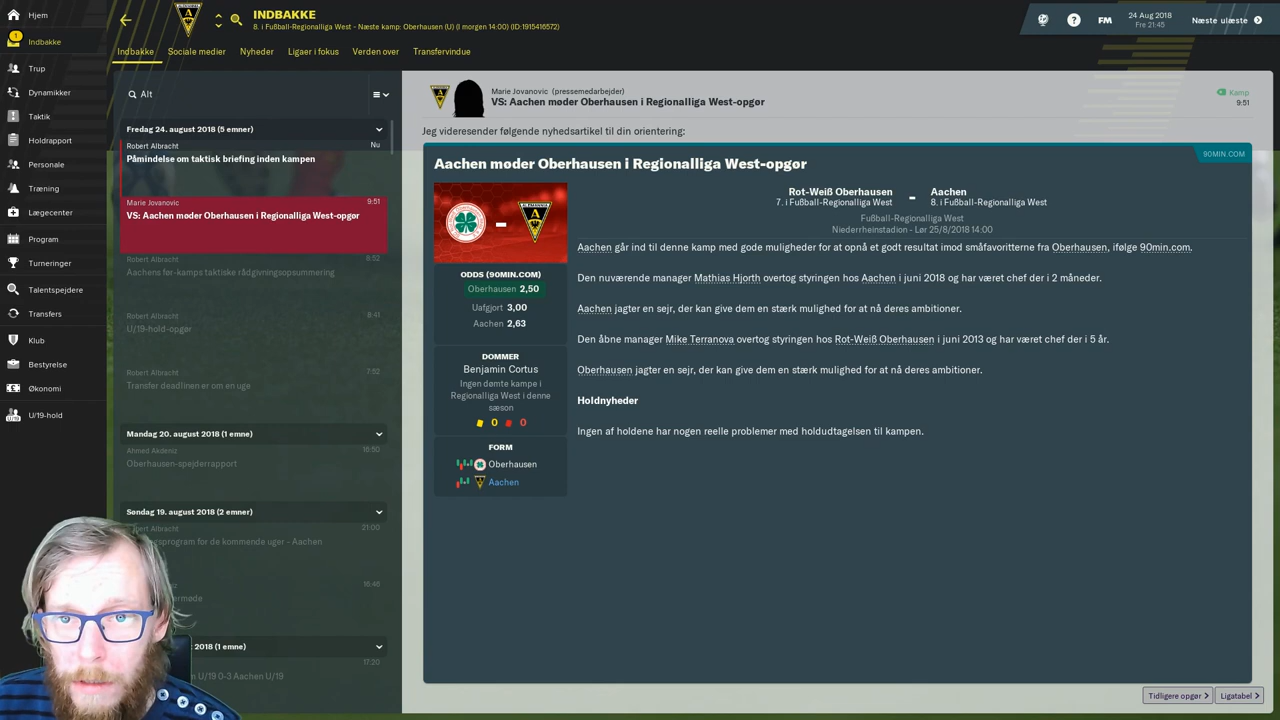 Hjem
Indbakke
1
Trup
Dynamikker
Taktik
Holdrapport
Personale
Træning
Lægecenter
Program
Turneringer
Talentspejdere
Transfers
Klub
Bestyrelse
Økonomi
U/19-hold
INDBAKKE
8. i Fußball-Regionalliga West - Næste kamp: Oberhausen (U) (I morgen 14:00) (ID:1915416572)
FM
24 Aug 2018
Fre 21:45
Næste ulæste
Indbakke
Sociale medier
Nyheder
Ligaer i fokus
Verden over
Transfervindue
Alt
Fredag 24. august 2018 (5 emner)
Robert Albracht
Nu
Påmindelse om taktisk briefing inden kampen
Marie Jovanovic
9:51
VS: Aachen møder Oberhausen i Regionalliga West-opgør
Robert Albracht
8:52
Aachens før-kamps taktiske rådgivningsopsummering
Robert Albracht
8:41
U/19-hold-opgør
Robert Albracht
7:52
Transfer deadlinen er om en uge
Mandag 20. august 2018 (1 emne)
Ahmed Akdeniz
16:50
Oberhausen-spejderrapport
Søndag 19. august 2018 (2 emner)
Albracht
21:00
program for de kommende uger - Aachen
16:46
2018 (1 emne)
17:20
U/19 0-3 Aachen U/19
Marie Jovanovic (pressemedarbejder)
VS: Aachen møder Oberhausen i Regionalliga West-opgør
Kamp
9:51
Jeg videresender følgende nyhedsartikel til din orientering:
Aachen møder Oberhausen i Regionalliga West-opgør
90MIN.COM
Rot-Weiß Oberhausen
7. i Fußball-Regionalliga West
-
Aachen
8. i Fußball-Regionalliga West
Fußball-Regionalliga West
Niederrheinstadion - Lør 25/8/2018 14:00
ODDS (90MIN.COM)
Oberhausen 2,50
Uafgjort 3,00
Aachen 2,63
DOMMER
Benjamin Cortus
Ingen dømte kampe i
Regionalliga West i denne
sæson
0 0
FORM
Oberhausen
Aachen
Aachen går ind til denne kamp med gode muligheder for at opnå et godt resultat imod småfavoritterne fra Oberhausen, ifølge 90min.com.
Den nuværende manager Mathias Hjorth overtog styringen hos Aachen i juni 2018 og har været chef der i 2 måneder.
Aachen jagter en sejr, der kan give dem en stærk mulighed for at nå deres ambitioner.
Den åbne manager Mike Terranova overtog styringen hos Rot-Weiß Oberhausen i juni 2013 og har været chef der i 5 år.
Oberhausen jagter en sejr, der kan give dem en stærk mulighed for at nå deres ambitioner.
Holdnyheder
Ingen af holdene har nogen reelle problemer med holdudtagelsen til kampen.
Tidligere opgør
Ligatabel